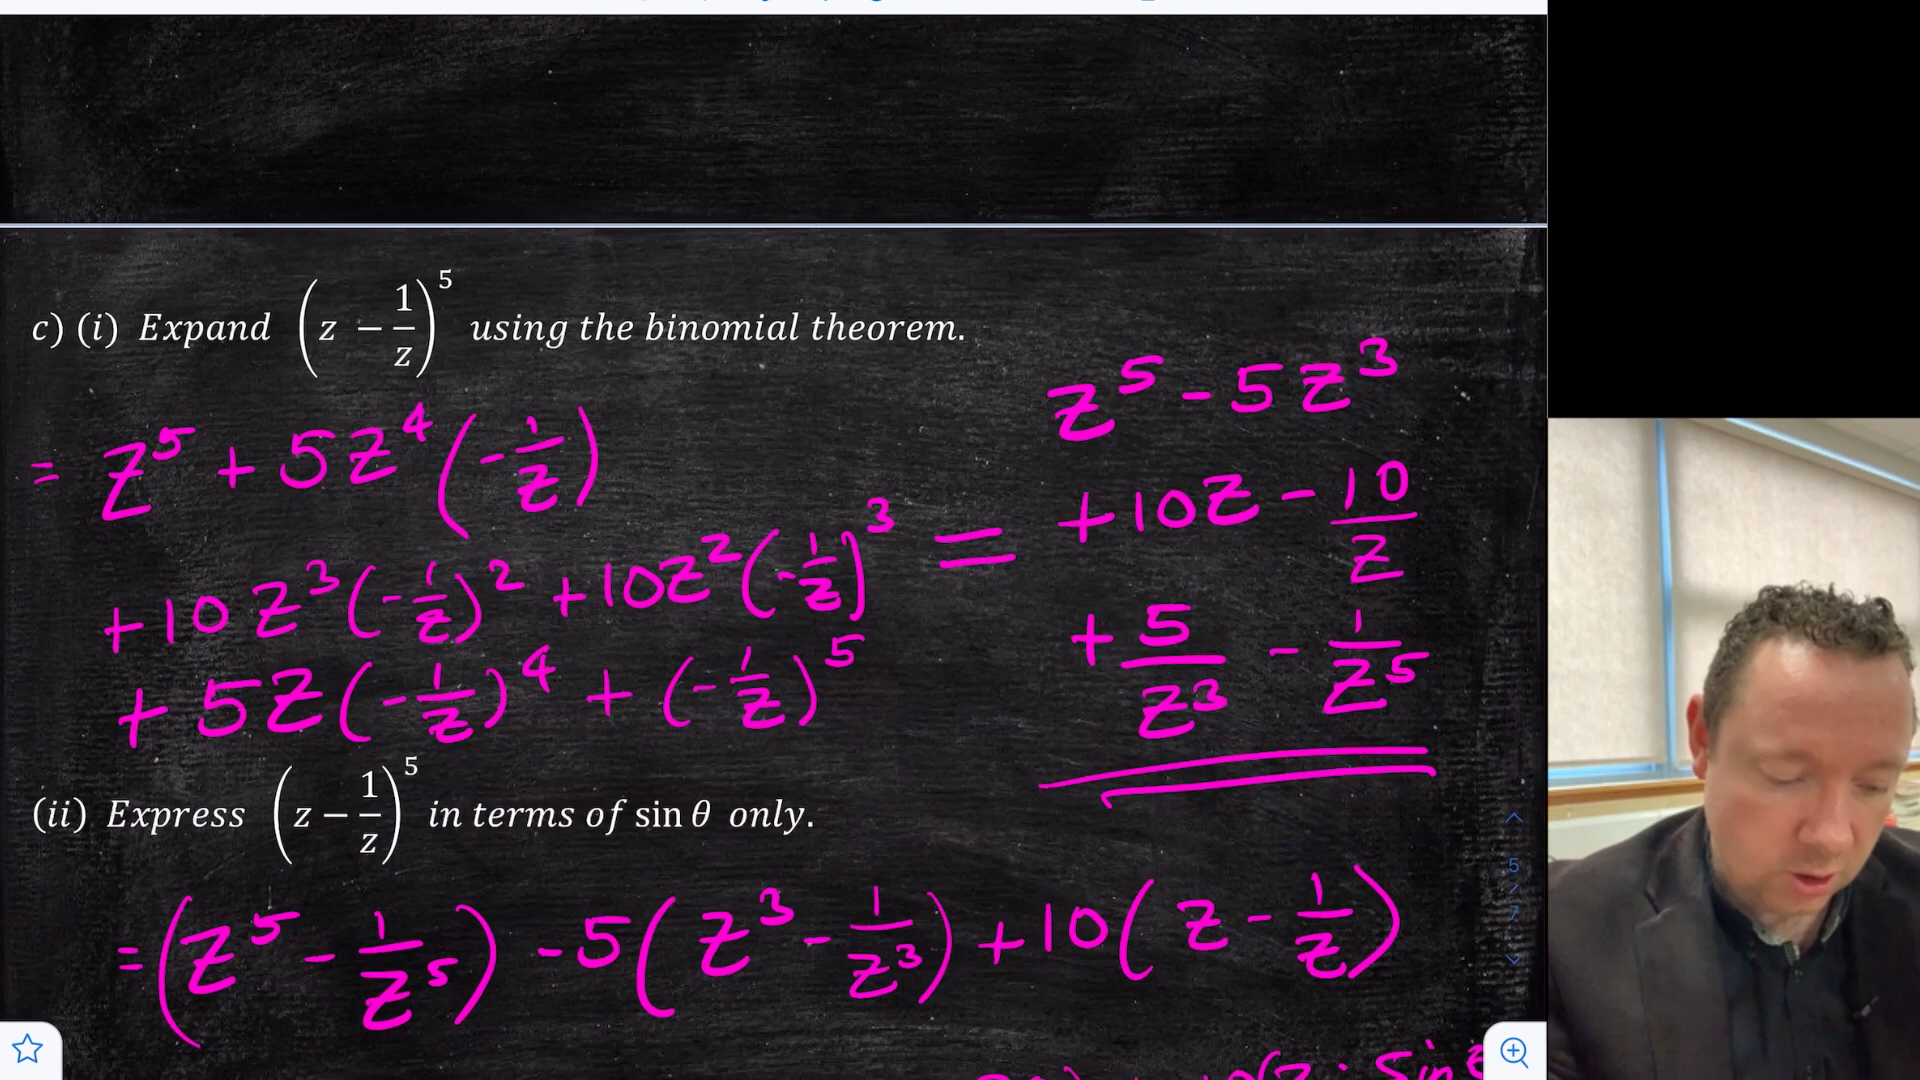 c) (i) Expand (z − 1/z)^5 using the binomial theorem.
= z^5 + 5z^4(-1/z)
+10z^3(-1/z)^2 +10z^2(-1/z)^3
+ 5z(-1/z)^4 + (-1/z)^5
= z^5 - 5z^3
+10z - 10/z
+ 5/z^3 - 1/z^5
(ii) Express (z − 1/z)^5 in terms of sin θ only.
=(z^5 - 1/z^5) -5(z^3 - 1/z^3) +10(z - 1/z)
5
/
7